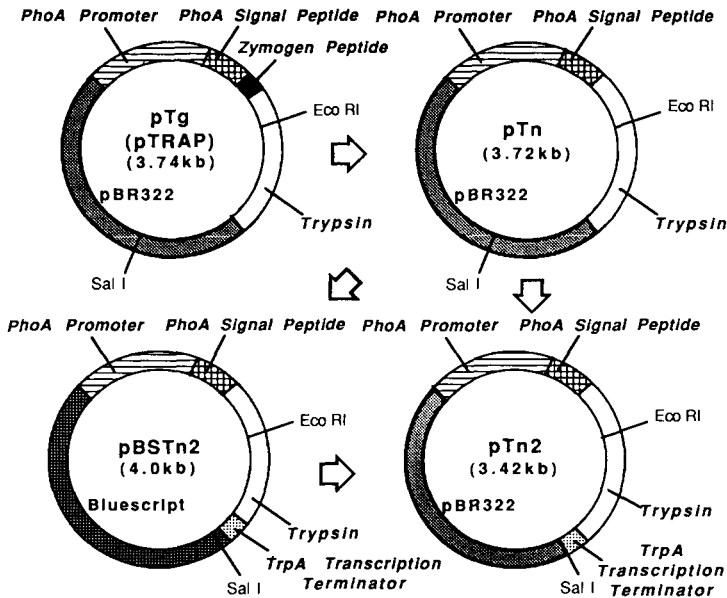 PhoA Promoter PhoA Signal Peptide
Zymogen Peptide
Eco RI
pTg
(pTRAP)
(3.74kb)
pBR322
Trypsin
Sal I
PhoA Promoter PhoA Signal Peptide
Eco RI
pTn
(3.72kb)
pBR322
Trypsin
Sal I
PhoA Promoter PhoA Signal Peptide
Eco RI
pBSTn2
(4.0kb)
Bluescript
Trypsin
TrpA Transcription
Terminator
Sal I
PhoA Promoter PhoA Signal Peptide
Eco RI
pTn2
(3.42kb)
pBR322
Trypsin
TrpA
Transcription
Terminator
Sal I